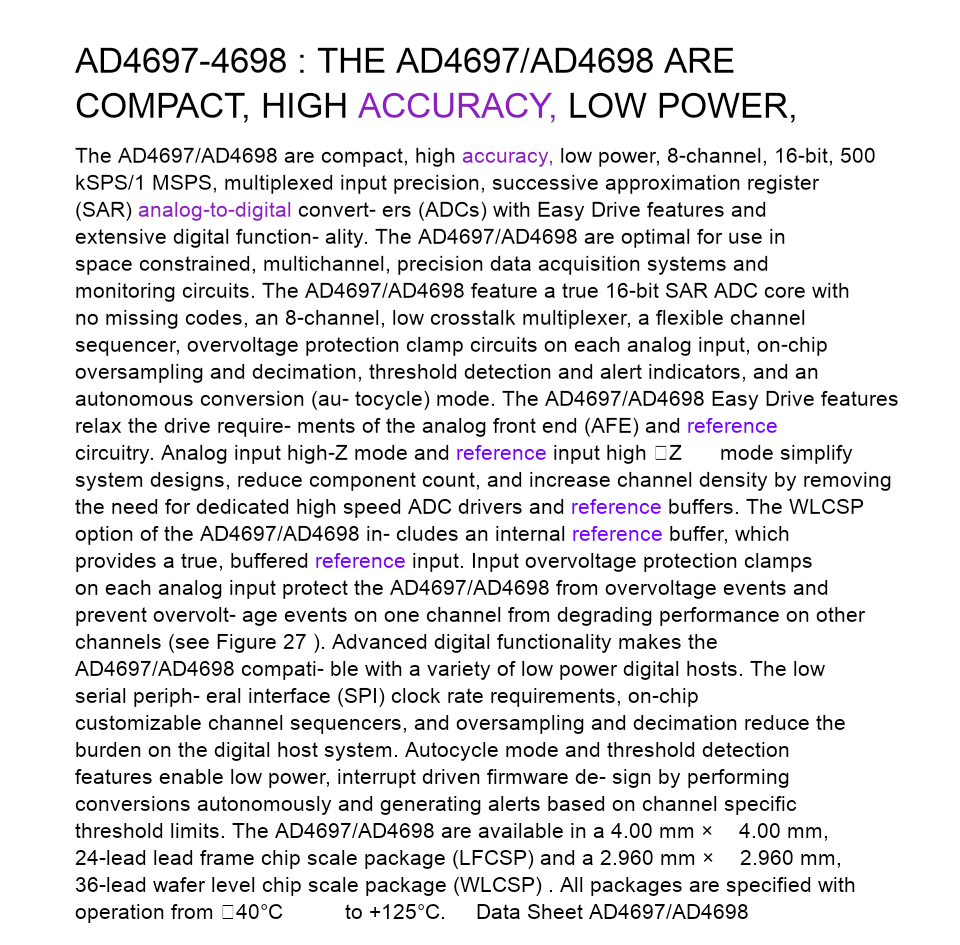 AD4697-4698 : THE AD4697/AD4698 ARE
COMPACT, HIGH ACCURACY, LOW POWER,
The AD4697/AD4698 are compact, high accuracy, low power, 8-channel, 16-bit, 500
kSPS/1 MSPS, multiplexed input precision, successive approximation register
(SAR) analog-to-digital convert- ers (ADCs) with Easy Drive features and
extensive digital function- ality. The AD4697/AD4698 are optimal for use in
space constrained, multichannel, precision data acquisition systems and
monitoring circuits. The AD4697/AD4698 feature a true 16-bit SAR ADC core with
no missing codes, an 8-channel, low crosstalk multiplexer, a flexible channel
sequencer, overvoltage protection clamp circuits on each analog input, on-chip
oversampling and decimation, threshold detection and alert indicators, and an
autonomous conversion (au- tocycle) mode. The AD4697/AD4698 Easy Drive features
relax the drive require- ments of the analog front end (AFE) and reference
circuitry. Analog input high-Z mode and reference input high □Z mode simplify
system designs, reduce component count, and increase channel density by removing
the need for dedicated high speed ADC drivers and reference buffers. The WLCSP
option of the AD4697/AD4698 in- cludes an internal reference buffer, which
provides a true, buffered reference input. Input overvoltage protection clamps
on each analog input protect the AD4697/AD4698 from overvoltage events and
prevent overvolt- age events on one channel from degrading performance on other
channels (see Figure 27 ). Advanced digital functionality makes the
AD4697/AD4698 compati- ble with a variety of low power digital hosts. The low
serial periph- eral interface (SPI) clock rate requirements, on-chip
customizable channel sequencers, and oversampling and decimation reduce the
burden on the digital host system. Autocycle mode and threshold detection
features enable low power, interrupt driven firmware de- sign by performing
conversions autonomously and generating alerts based on channel specific
threshold limits. The AD4697/AD4698 are available in a 4.00 mm × 4.00 mm,
24-lead lead frame chip scale package (LFCSP) and a 2.960 mm × 2.960 mm,
36-lead wafer level chip scale package (WLCSP) . All packages are specified with
operation from □40°C to +125°C. Data Sheet AD4697/AD4698